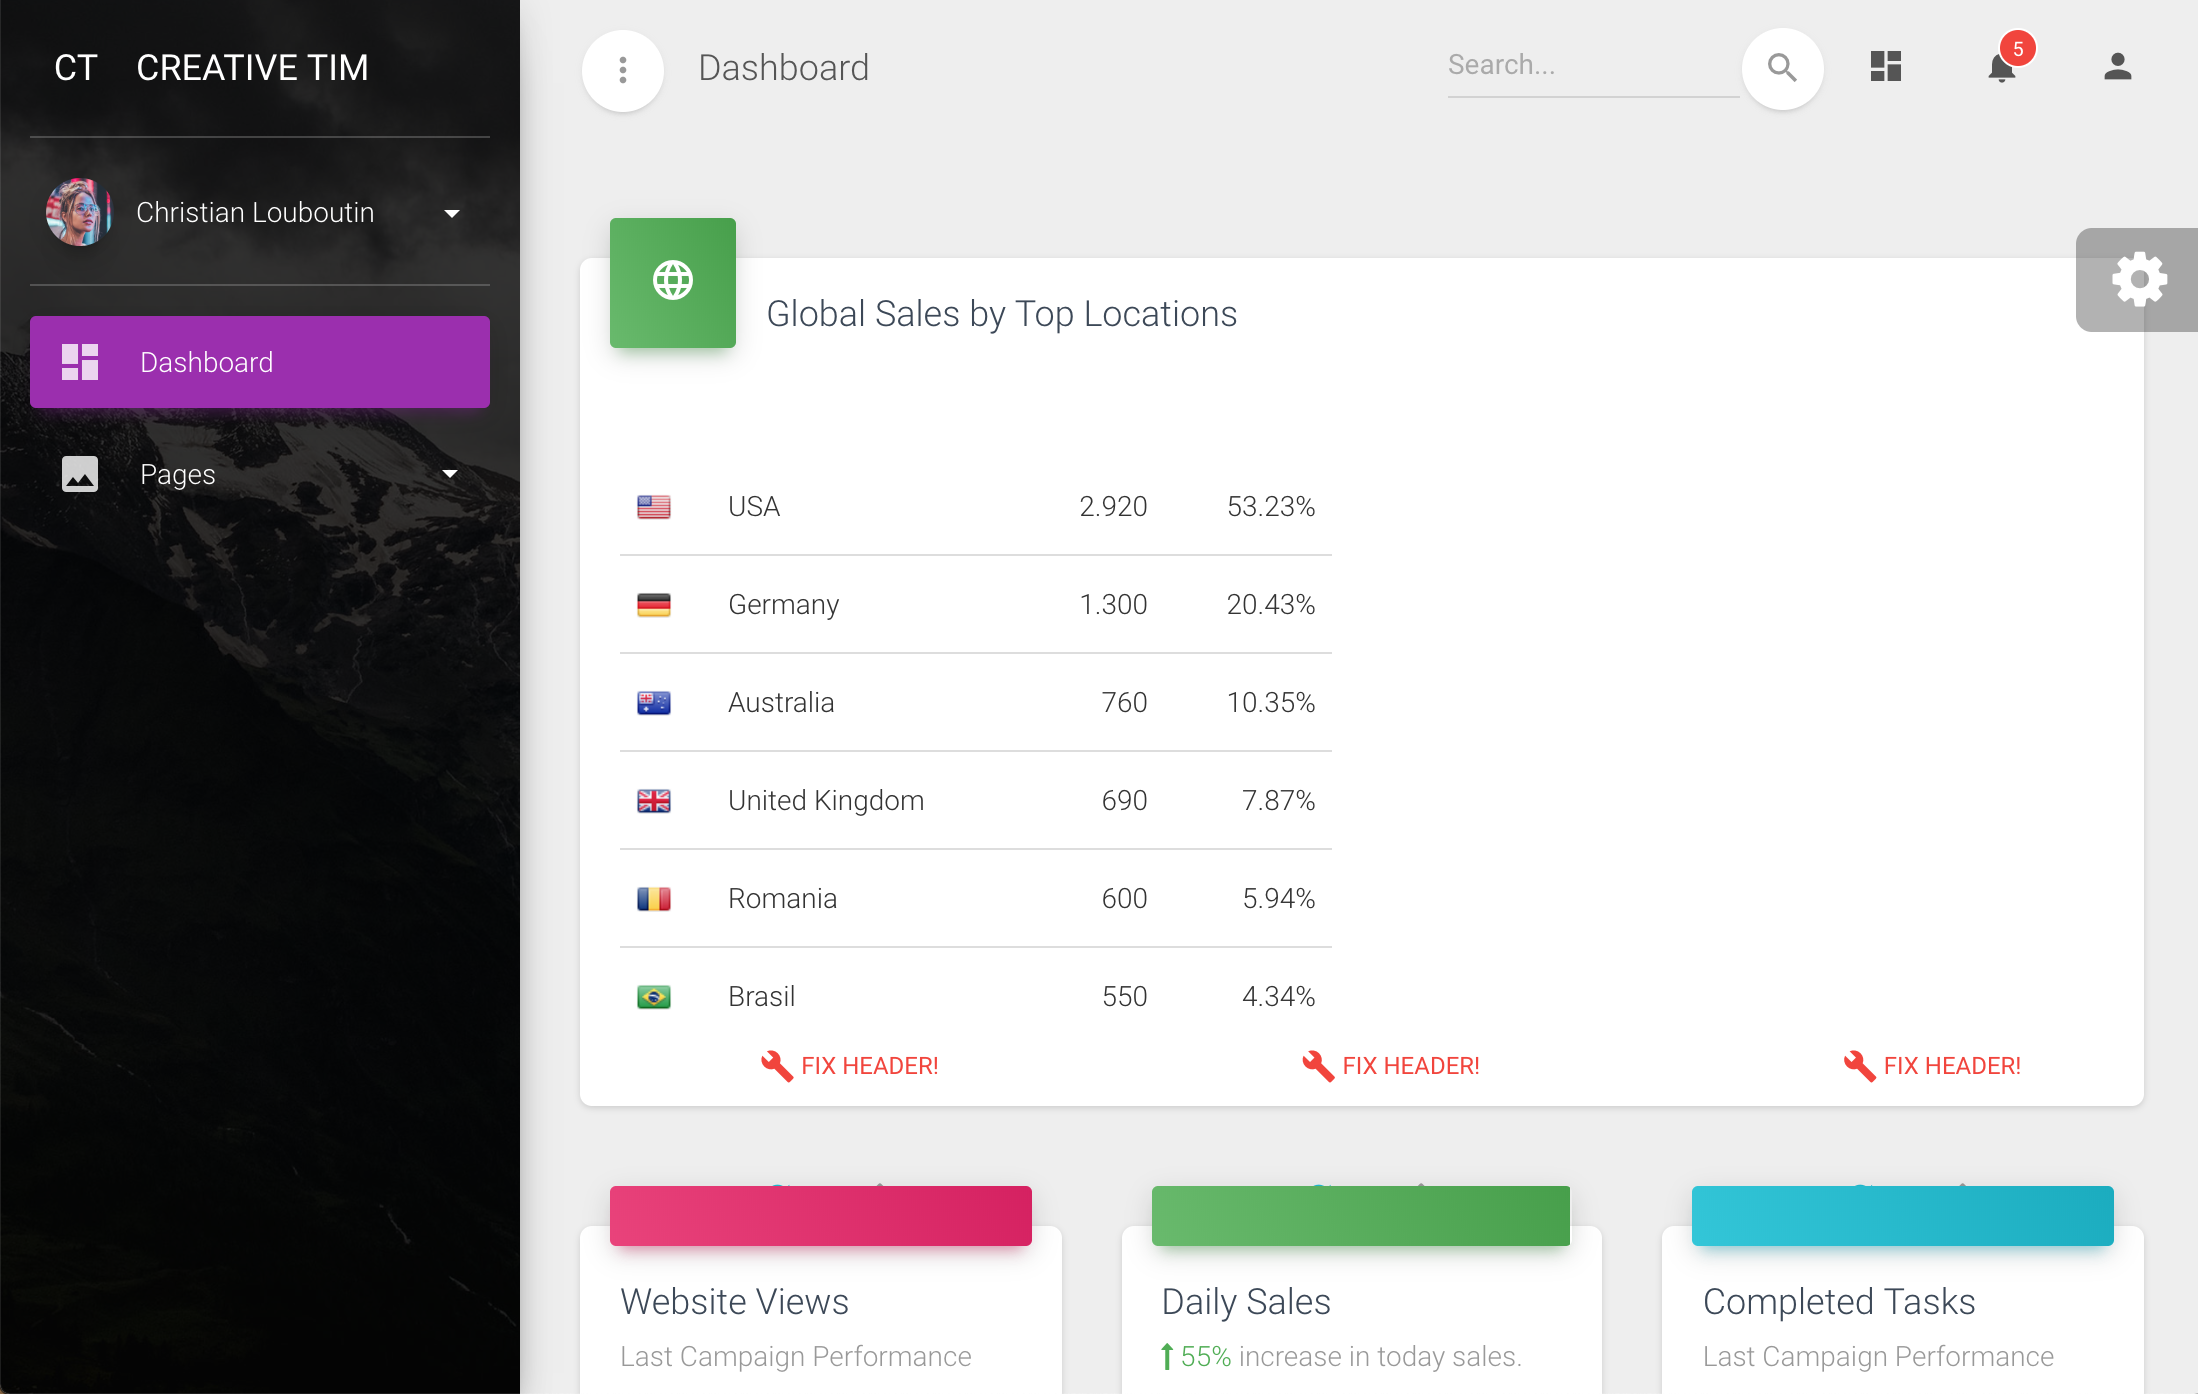 CT CREATIVE TIM
Christian Louboutin
Dashboard
Pages
Dashboard
Search...
5
Global Sales by Top Locations
USA 2.920 53.23%
Germany 1.300 20.43%
Australia 760 10.35%
United Kingdom 690 7.87%
Romania 600 5.94%
Brasil 550 4.34%
FIX HEADER! FIX HEADER! FIX HEADER!
Website Views
Last Campaign Performance
Daily Sales
55% increase in today sales.
Completed Tasks
Last Campaign Performance